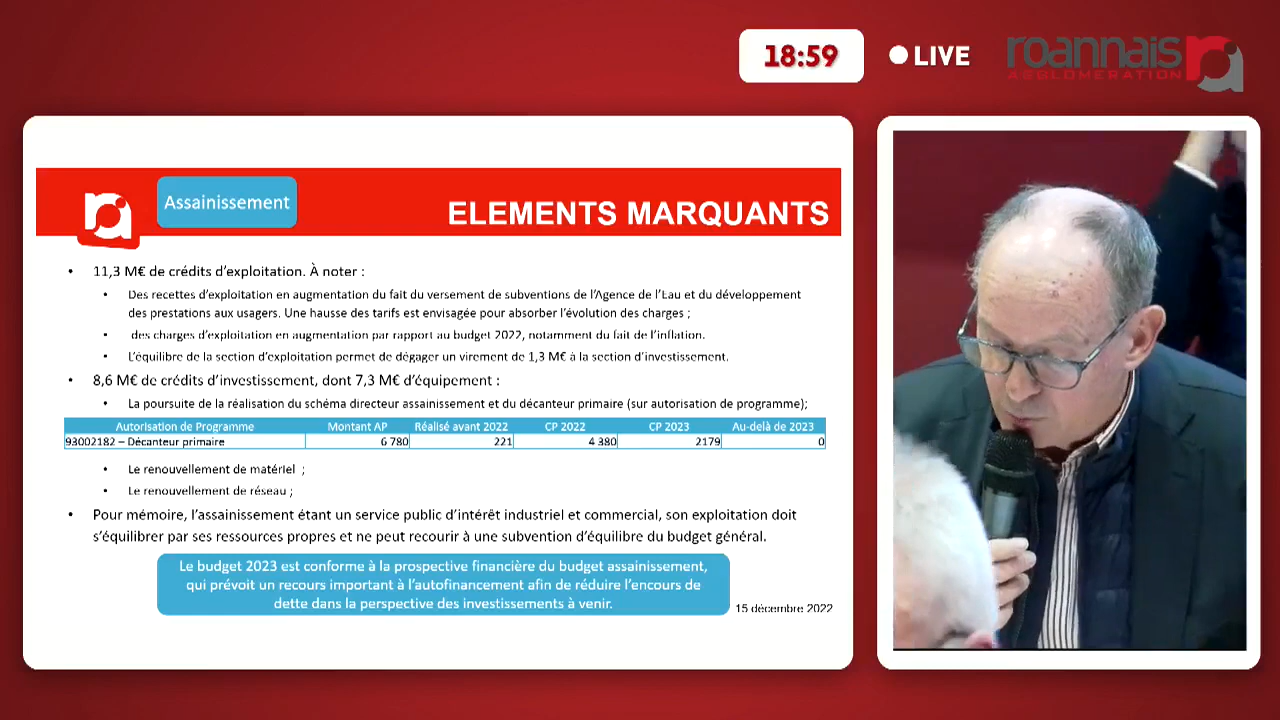 18:59
LIVE
roannais
AGGLOMÉRATION
Assainissement
ELEMENTS MARQUANTS
• 11,3 M€ de crédits d'exploitation. À noter :
• Des recettes d'exploitation en augmentation du fait du versement de subventions de l'Agence de l'Eau et du développement
des prestations aux usagers. Une hausse des tarifs est envisagée pour absorber l'évolution des charges ;
• des charges d'exploitation en augmentation par rapport au budget 2022, notamment du fait de l'inflation.
• L'équilibre de la section d'exploitation permet de dégager un virement de 1,3 M€ à la section d'investissement.
• 8,6 M€ de crédits d'investissement, dont 7,3 M€ d'équipement :
• La poursuite de la réalisation du schéma directeur assainissement et du décanteur primaire (sur autorisation de programme);
Autorisation de Programme Montant AP Réalisé avant 2022 CP 2022 CP 2023 Au-delà de 2023
93002182 – Décanteur primaire 6 780 221 4 380 2179 0
• Le renouvellement de matériel ;
• Le renouvellement de réseau ;
• Pour mémoire, l'assainissement étant un service public d'intérêt industriel et commercial, son exploitation doit
s'équilibrer par ses ressources propres et ne peut recourir à une subvention d'équilibre du budget général.
Le budget 2023 est conforme à la prospective financière du budget assainissement,
qui prévoit un recours important à l'autofinancement afin de réduire l'encours de
dette dans la perspective des investissements à venir.
15 décembre 2022